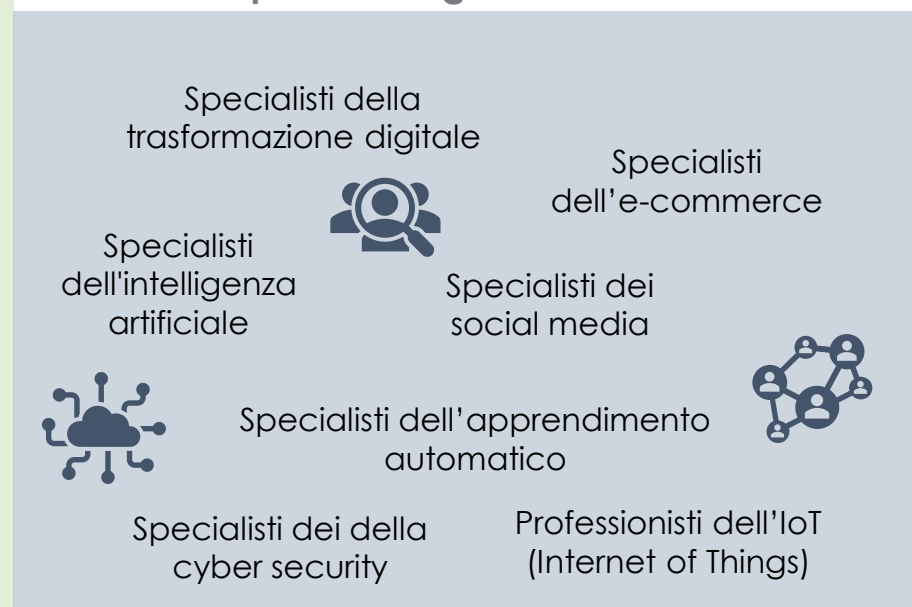 Specialisti della
trasformazione digitale
Specialisti
dell’e-commerce
Specialisti
dell'intelligenza
artificiale
Specialisti dei
social media
Specialisti dell’apprendimento
automatico
Specialisti dei della
cyber security
Professionisti dell’IoT
(Internet of Things)